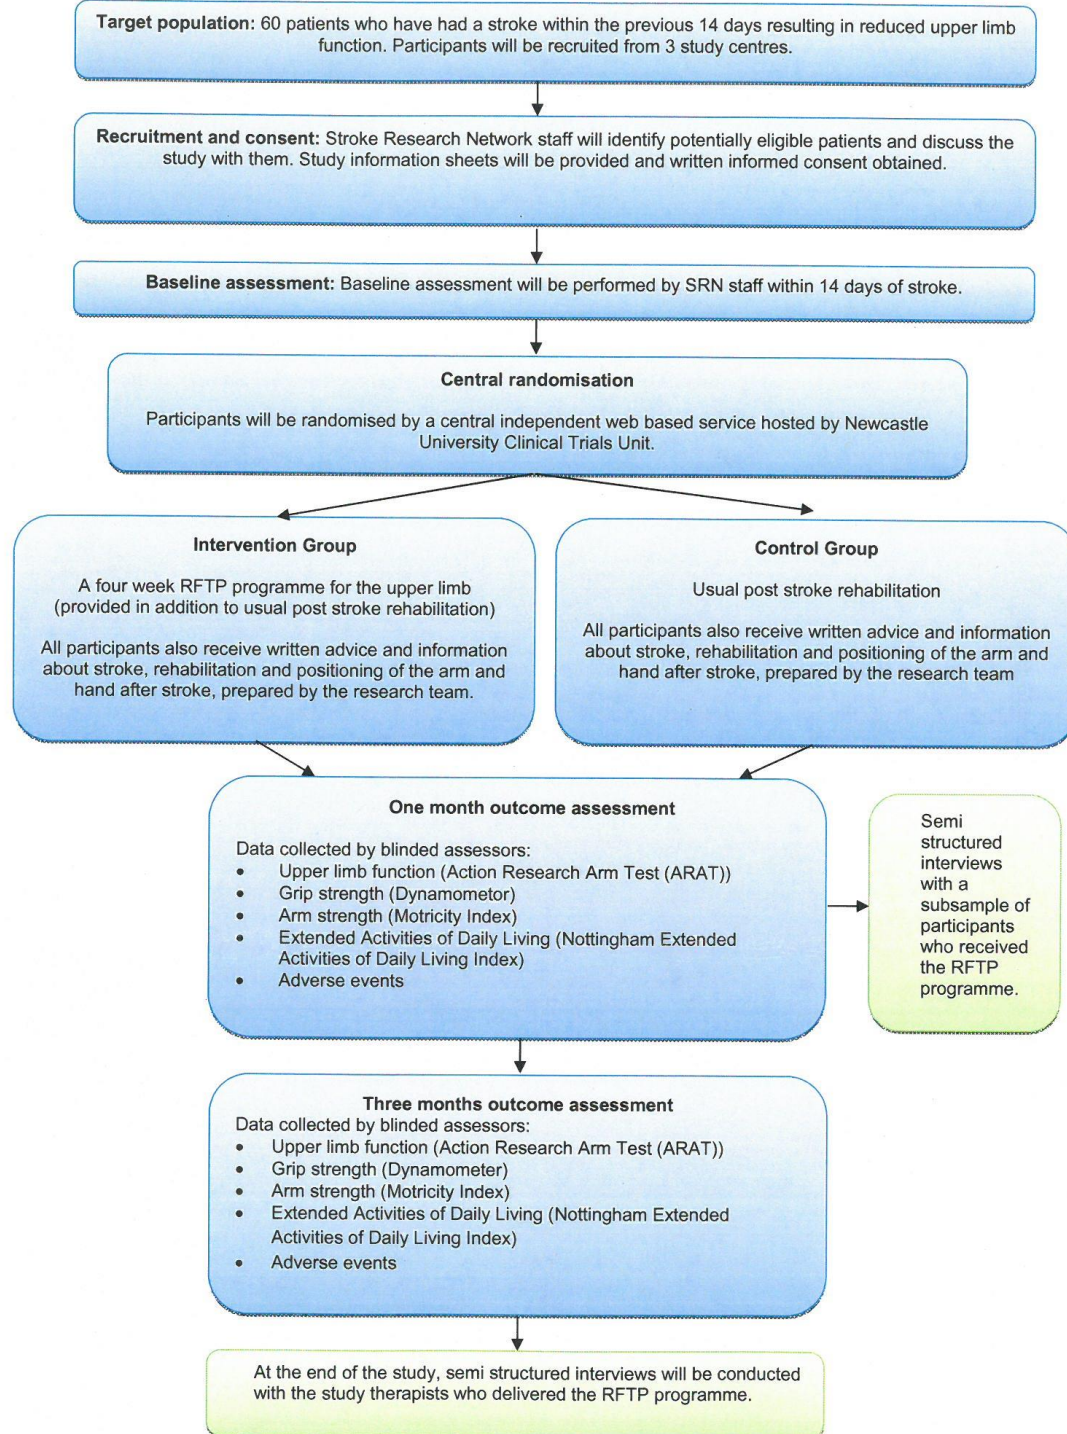 Target population: 60 patients who have had a stroke within the previous 14 days resulting in reduced upper limb
function. Participants will be recruited from 3 study centres.
Recruitment and consent: Stroke Research Network staff will identify potentially eligible patients and discuss the
study with them. Study information sheets will be provided and written informed consent obtained.
Baseline assessment: Baseline assessment will be performed by SRN staff within 14 days of stroke.
Central randomisation
Participants will be randomised by a central independent web based service hosted by Newcastle
University Clinical Trials Unit.
Intervention Group
A four week RFTP programme for the upper limb
(provided in addition to usual post stroke rehabilitation)
All participants also receive written advice and information
about stroke, rehabilitation and positioning of the arm and
hand after stroke, prepared by the research team.
Control Group
Usual post stroke rehabilitation
All participants also receive written advice and information
about stroke, rehabilitation and positioning of the arm and
hand after stroke, prepared by the research team
One month outcome assessment
Data collected by blinded assessors:
• Upper limb function (Action Research Arm Test (ARAT))
• Grip strength (Dynamometor)
• Arm strength (Motricity Index)
• Extended Activities of Daily Living (Nottingham Extended
Activities of Daily Living Index)
• Adverse events
Semi
structured
interviews
with a
subsample of
participants
who received
the RFTP
programme.
Three months outcome assessment
Data collected by blinded assessors:
• Upper limb function (Action Research Arm Test (ARAT))
• Grip strength (Dynamometer)
• Arm strength (Motricity Index)
• Extended Activities of Daily Living (Nottingham Extended
Activities of Daily Living Index)
• Adverse events
At the end of the study, semi structured interviews will be conducted
with the study therapists who delivered the RFTP programme.